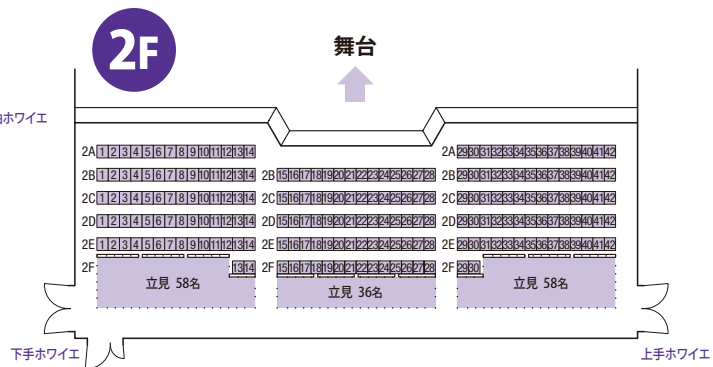 2F
舞台
ホワイエ
2A 1 2 3 4 5 6 7 8 9 10 11 12 13 14
2A 29 30 31 32 33 34 35 36 37 38 39 40 41 42
2B 1 2 3 4 5 6 7 8 9 10 11 12 13 14
2B 15 16 17 18 19 20 21 22 23 24 25 26 27 28
2B 29 30 31 32 33 34 35 36 37 38 39 40 41 42
2C 1 2 3 4 5 6 7 8 9 10 11 12 13 14
2C 15 16 17 18 19 20 21 22 23 24 25 26 27 28
2C 29 30 31 32 33 34 35 36 37 38 39 40 41 42
2D 1 2 3 4 5 6 7 8 9 10 11 12 13 14
2D 15 16 17 18 19 20 21 22 23 24 25 26 27 28
2D 29 30 31 32 33 34 35 36 37 38 39 40 41 42
2E 1 2 3 4 5 6 7 8 9 10 11 12 13 14
2E 15 16 17 18 19 20 21 22 23 24 25 26 27 28
2E 29 30 31 32 33 34 35 36 37 38 39 40 41 42
2F 13 14
2F 15 16 17 18 19 20 21 22 23 24 25 26 27 28
2F 29 30
立見 58名
立見 36名
立見 58名
下手ホワイエ
上手ホワイエ